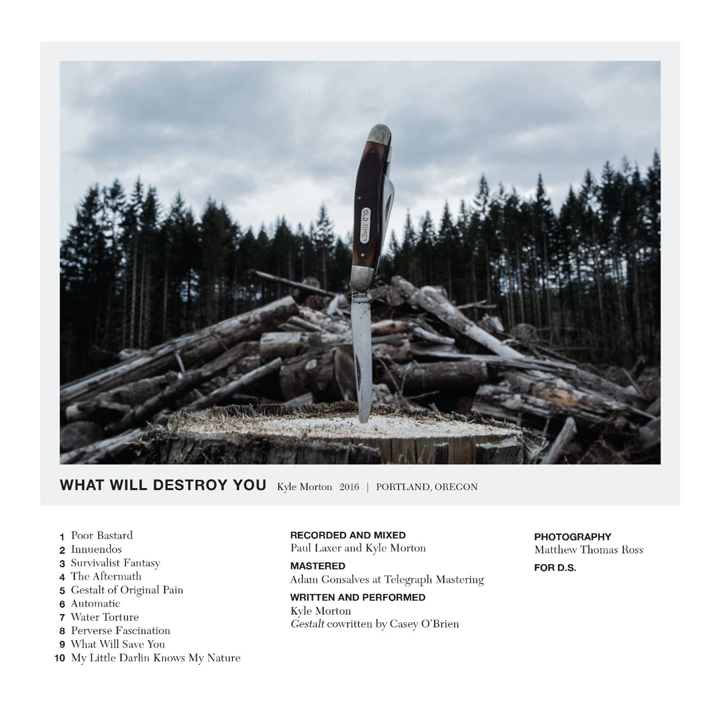 OLD TIMER
WHAT WILL DESTROY YOU Kyle Morton 2016 | PORTLAND, OREGON
1 Poor Bastard
2 Innuendos
3 Survivalist Fantasy
4 The Aftermath
5 Gestalt of Original Pain
6 Automatic
7 Water Torture
8 Perverse Fascination
9 What Will Save You
10 My Little Darlin Knows My Nature
RECORDED AND MIXED
Paul Laxer and Kyle Morton
MASTERED
Adam Gonsalves at Telegraph Mastering
WRITTEN AND PERFORMED
Kyle Morton
Gestalt cowritten by Casey O’Brien
PHOTOGRAPHY
Matthew Thomas Ross
FOR D.S.